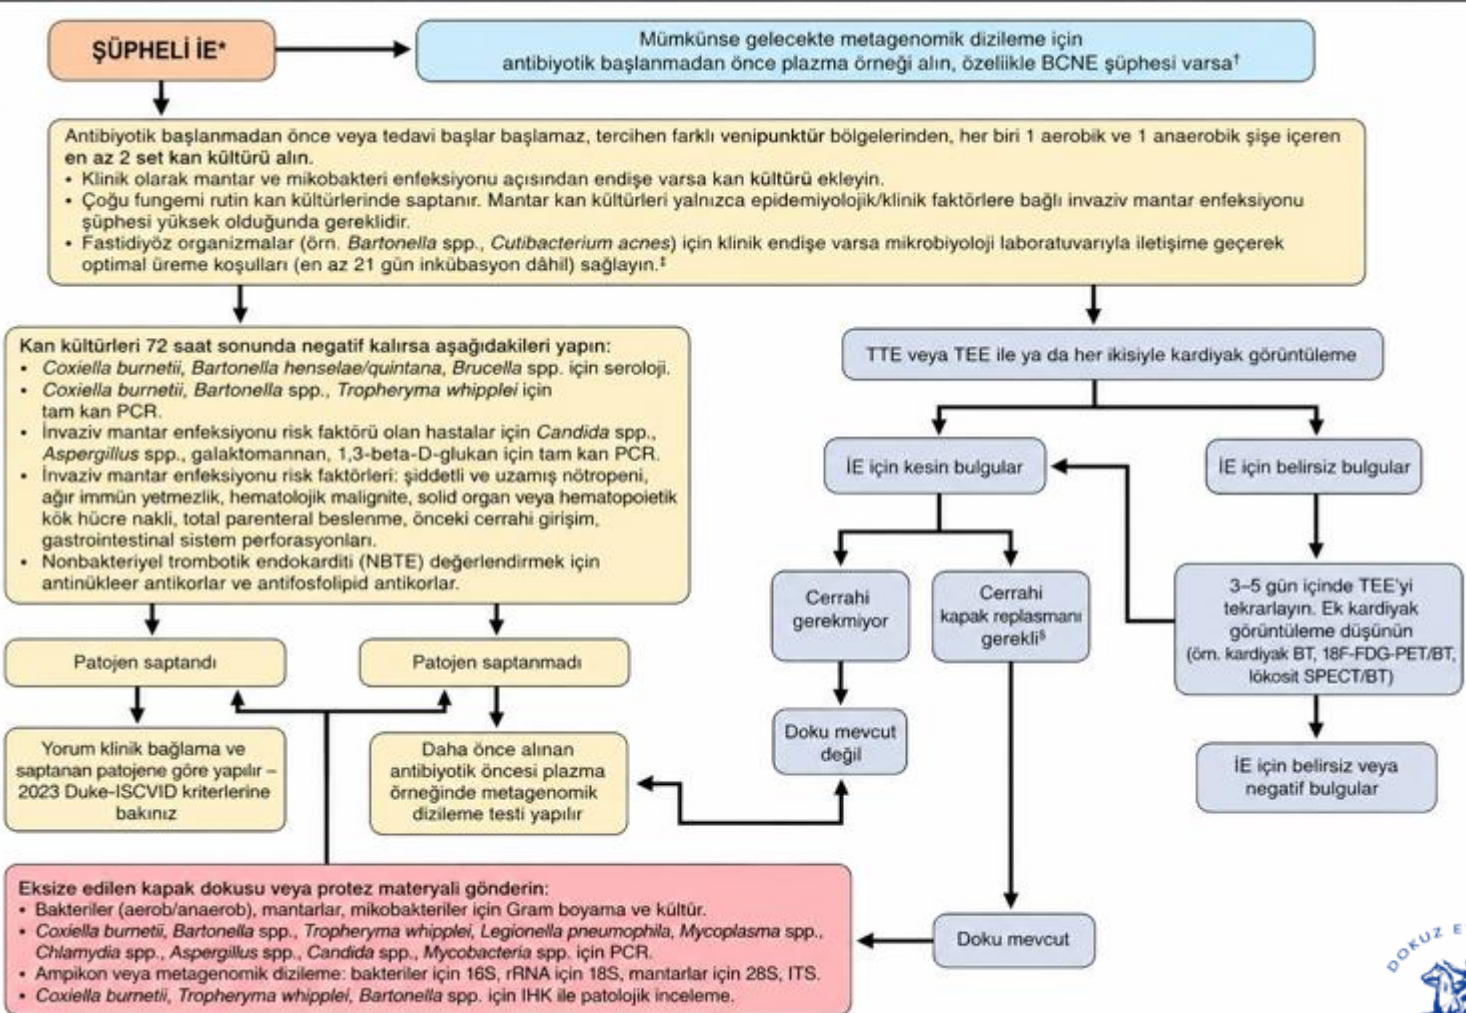 ŞÜPHELİ İE*
Mümkünse gelecekte metagenomik dizileme için
antibiyotik başlanmadan önce plazma örneği alın, özeliikle BCNE şüphesi varsa†
Antibiyotik başlanmadan önce veya tedavi başlar başlamaz, tercihen farklı venipunktür bölgelerinden, her biri 1 aerobik ve 1 anaerobik şişe içeren
en az 2 set kan kültürü alın.
• Klinik olarak mantar ve mikobakteri enfeksiyonu açısından endişe varsa kan kültürü ekleyin.
• Çoğu fungemi rutin kan kültürlerinde saptanır. Mantar kan kültürleri yalnızca epidemiyolojik/klinik faktörlere bağlı invaziv mantar enfeksiyonu
şüphesi yüksek olduğunda gereklidir.
• Fastidiyöz organizmalar (örn. Bartonella spp., Cutibacterium acnes) için klinik endişe varsa mikrobiyoloji laboratuvarıyla iletişime geçerek
optimal üreme koşulları (en az 21 gün inkübasyon dâhil) sağlayın.‡
Kan kültürleri 72 saat sonunda negatif kalırsa aşağıdakileri yapın:
• Coxiella burnetii, Bartonella henselae/quintana, Brucella spp. için seroloji.
• Coxiella burnetii, Bartonella spp., Tropheryma whipplei için
tam kan PCR.
• İnvaziv mantar enfeksiyonu risk faktörü olan hastalar için Candida spp.,
Aspergillus spp., galaktomannan, 1,3-beta-D-glukan için tam kan PCR.
• İnvaziv mantar enfeksiyonu risk faktörleri: şiddetli ve uzamış nötropeni,
ağır immün yetmezlik, hematolojik malignite, solid organ veya hematopoietik
kök hücre nakli, total parenteral beslenme, önceki cerrahi girişim,
gastrointestinal sistem perforasyonları.
• Nonbakteriyel trombotik endokarditi (NBTE) değerlendirmek için
antinükleer antikorlar ve antifosfolipid antikorlar.
TTE veya TEE ile ya da her ikisiyle kardiyak görüntüleme
İE için kesin bulgular
İE için belirsiz bulgular
Cerrahi
gerekmiyor
Cerrahi
kapak replasmanı
gerekli§
3–5 gün içinde TEE'yi
tekrarlayın. Ek kardiyak
görüntüleme düşünün
(örn. kardiyak BT, 18F-FDG-PET/BT,
lökosit SPECT/BT)
Patojen saptandı
Patojen saptanmadı
Doku mevcut
değil
Yorum klinik bağlama ve
saptanan patojene göre yapılır –
2023 Duke-ISCVID kriterlerine
bakınız
Daha önce alınan
antibiyotik öncesi plazma
örneğinde metagenomik
dizileme testi yapılır
İE için belirsiz veya
negatif bulgular
Eksize edilen kapak dokusu veya protez materyali gönderin:
• Bakteriler (aerob/anaerob), mantarlar, mikobakteriler için Gram boyama ve kültür.
• Coxiella burnetii, Bartonella spp., Tropheryma whipplei, Legionella pneumophila, Mycoplasma spp.,
Chlamydia spp., Aspergillus spp., Candida spp., Mycobacteria spp. için PCR.
• Ampikon veya metagenomik dizileme: bakteriler için 16S, rRNA için 18S, mantarlar için 28S, ITS.
• Coxiella burnetii, Tropheryma whipplei, Bartonella spp. için IHK ile patolojik inceleme.
Doku mevcut
DOKUZ E